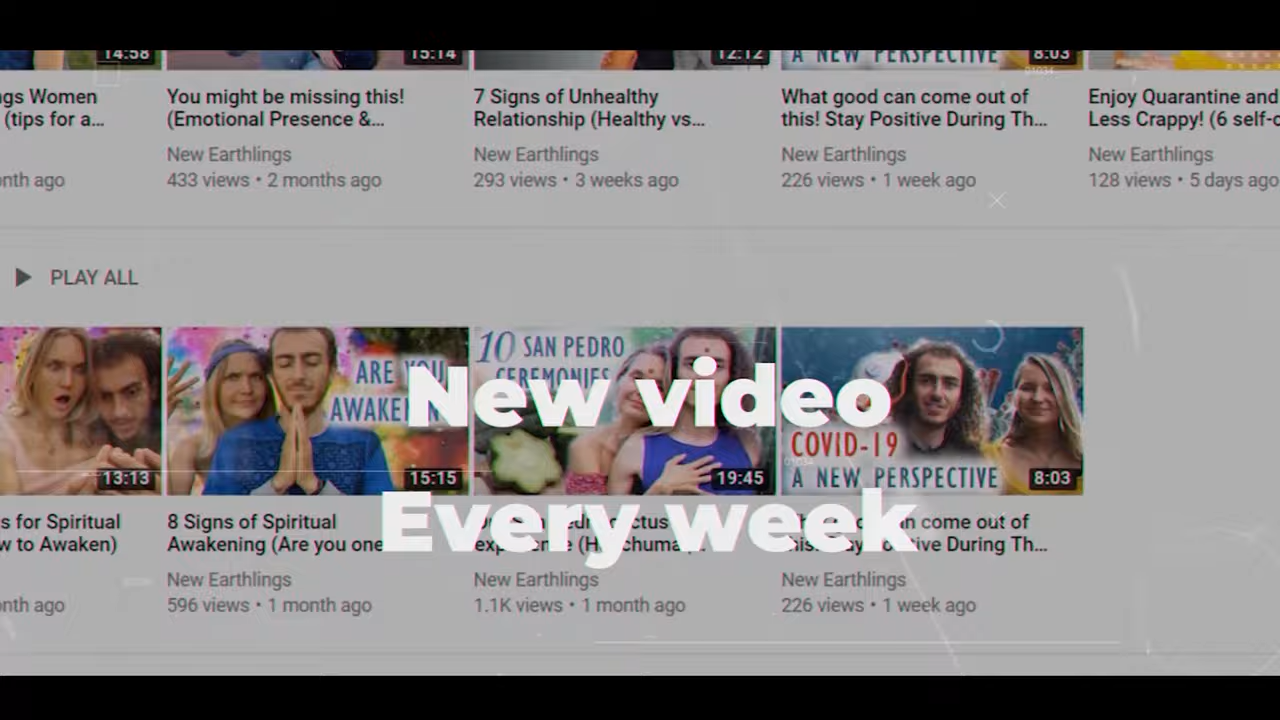 14:58
15:14
12:12
A NEW PERSPECTIVE
8:03
01034
ngs Women
(tips for a...
onth ago
You might be missing this!
(Emotional Presence &...
New Earthlings
433 views • 2 months ago
7 Signs of Unhealthy
Relationship (Healthy vs...
New Earthlings
293 views • 3 weeks ago
What good can come out of
this! Stay Positive During Th...
New Earthlings
226 views • 1 week ago
Enjoy Quarantine and
Less Crappy! (6 self-c
New Earthlings
128 views • 5 days ago
PLAY ALL
13:13
ARE YOU
AWAKEN
15:15
10 SAN PEDRO
CEREMONIES
19:45
COVID-19
A NEW PERSPECTIVE
8:03
New video
Every week
s for Spiritual
w to Awaken)
onth ago
8 Signs of Spiritual
Awakening (Are you one
New Earthlings
596 views • 1 month ago
New Earthlings
1.1K views • 1 month ago
come out of
During Th...
New Earthlings
226 views • 1 week ago